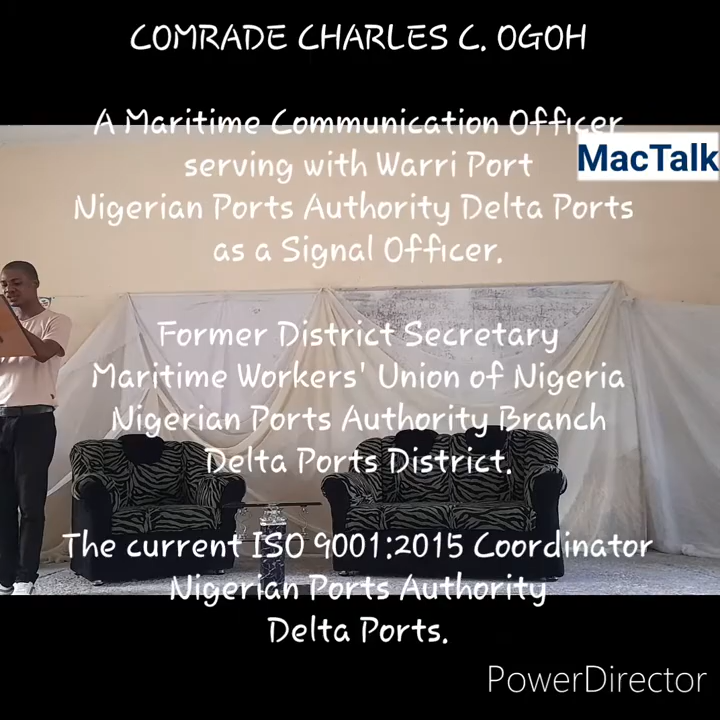 COMRADE CHARLES C. OGOH
A Maritime Communication Officer
serving with Warri Port
MacTalk
Nigerian Ports Authority Delta Ports
as a Signal Officer.
Former District Secretary
Maritime Workers' Union of Nigeria
Nigerian Ports Authority Branch
Delta Ports District.
The current ISO 9001:2015 Coordinator
Nigerian Ports Authority
Delta Ports.
PowerDirector